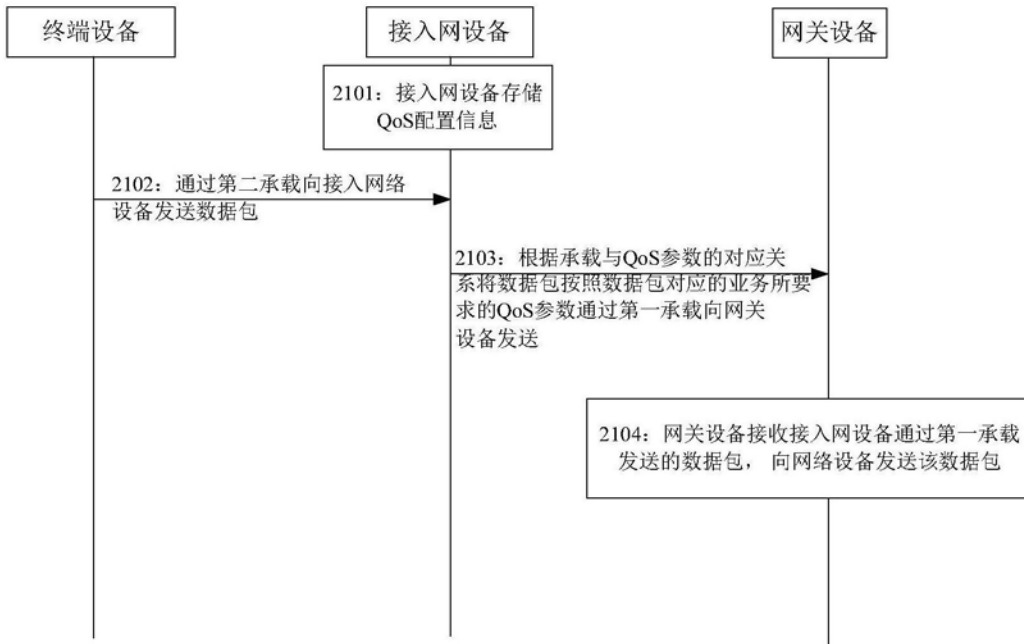 终端设备
接入网设备
网关设备
2101：接入网设备存储
QoS配置信息
2102：通过第二承载向接入网络
设备发送数据包
2103：根据承载与QoS参数的对应关
系将数据包按照数据包对应的业务所要
求的QoS参数通过第一承载向网关
设备发送
2104：网关设备接收接入网设备通过第一承载
发送的数据包， 向网络设备发送该数据包